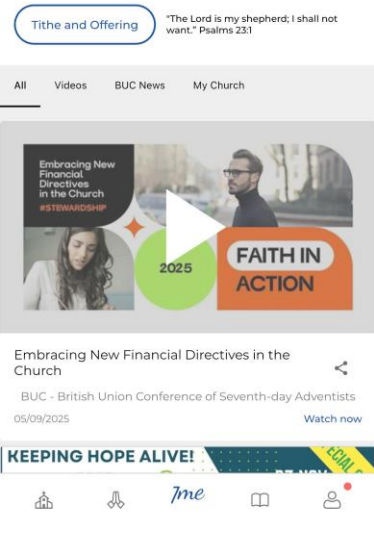 Tithe and Offering
"The Lord is my shepherd; I shall not
want." Psalms 23:1
All
Videos
BUC News
My Church
Embracing New
Financial
Directives
in the Church
#STEWARDSHIP
2025
FAITH IN
ACTION
Embracing New Financial Directives in the
Church
BUC - British Union Conference of Seventh-day Adventists
05/09/2025
Watch now
KEEPING HOPE ALIVE!
7me